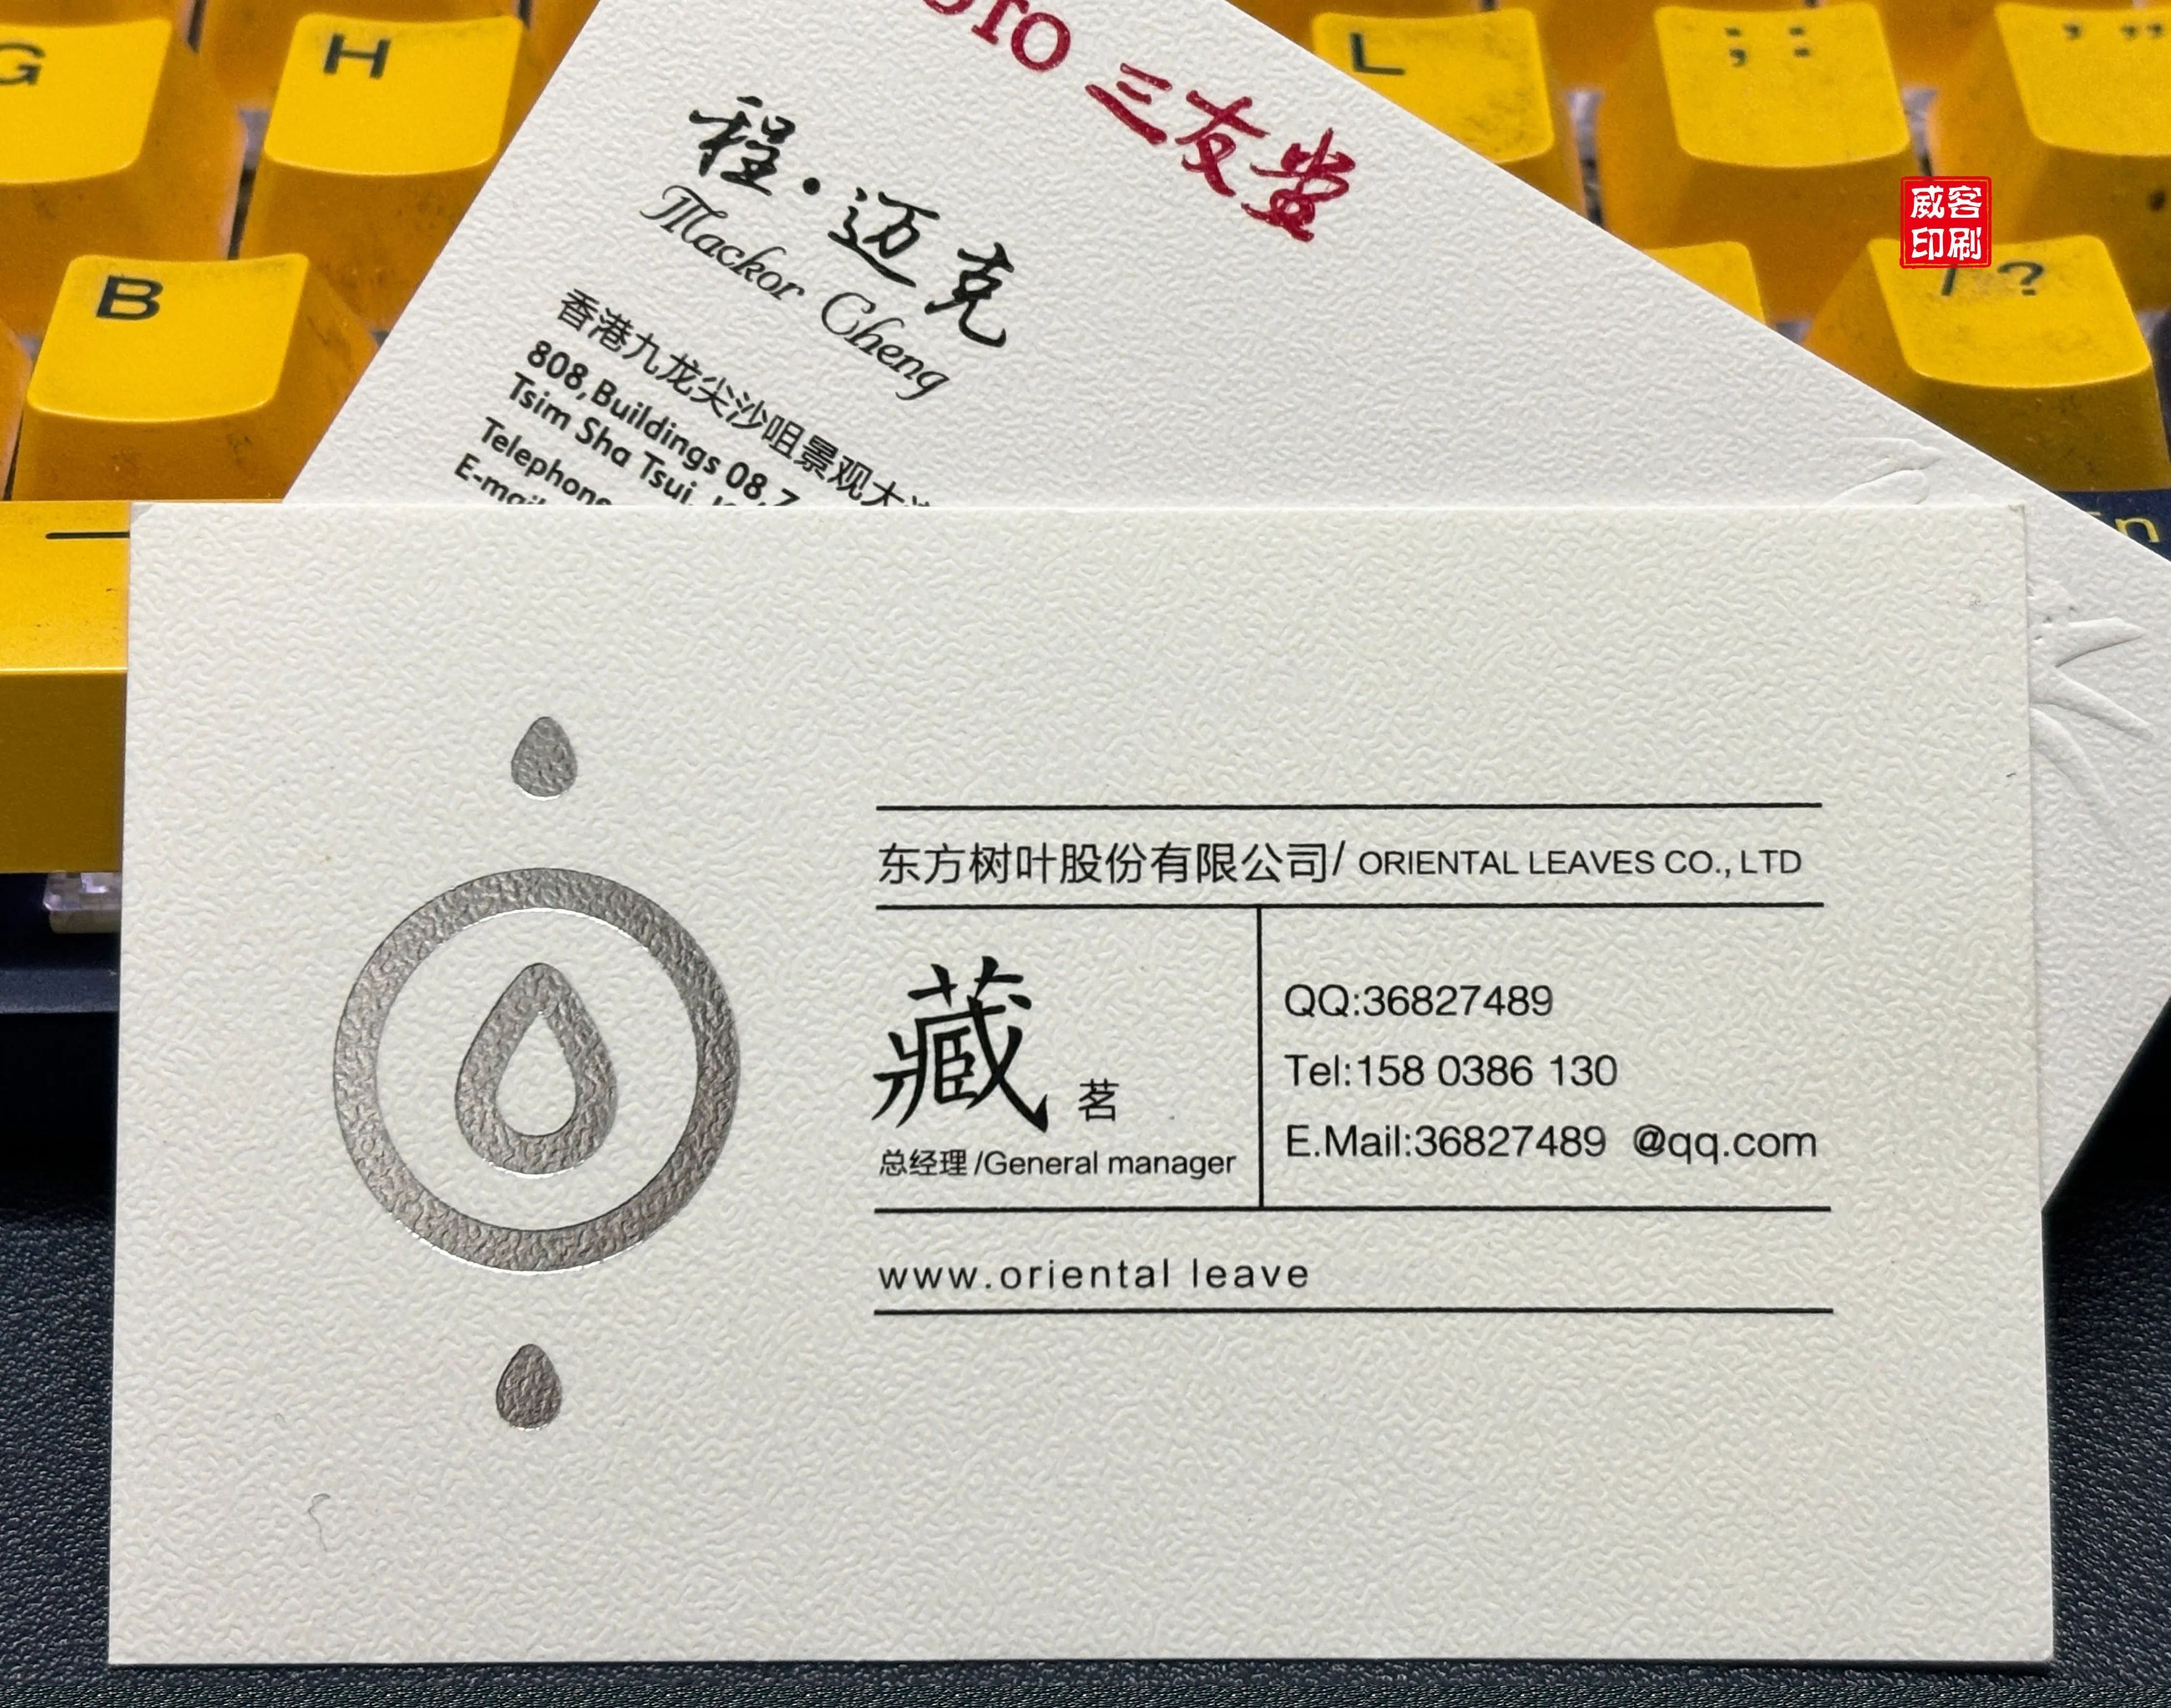 G
H
L
; :
, "
B
/ ?
三友堂
程·迈克
Mackor Cheng
香港九龙尖沙咀景观大
808,Buildings 08,
Tsim Sha Tsui,
Telephone
E-mail
威客
印刷
东方树叶股份有限公司/ ORIENTAL LEAVES CO., LTD
藏 茗
总经理/General manager
QQ:36827489
Tel:158 0386 130
E.Mail:36827489 @qq.com
www.oriental leave